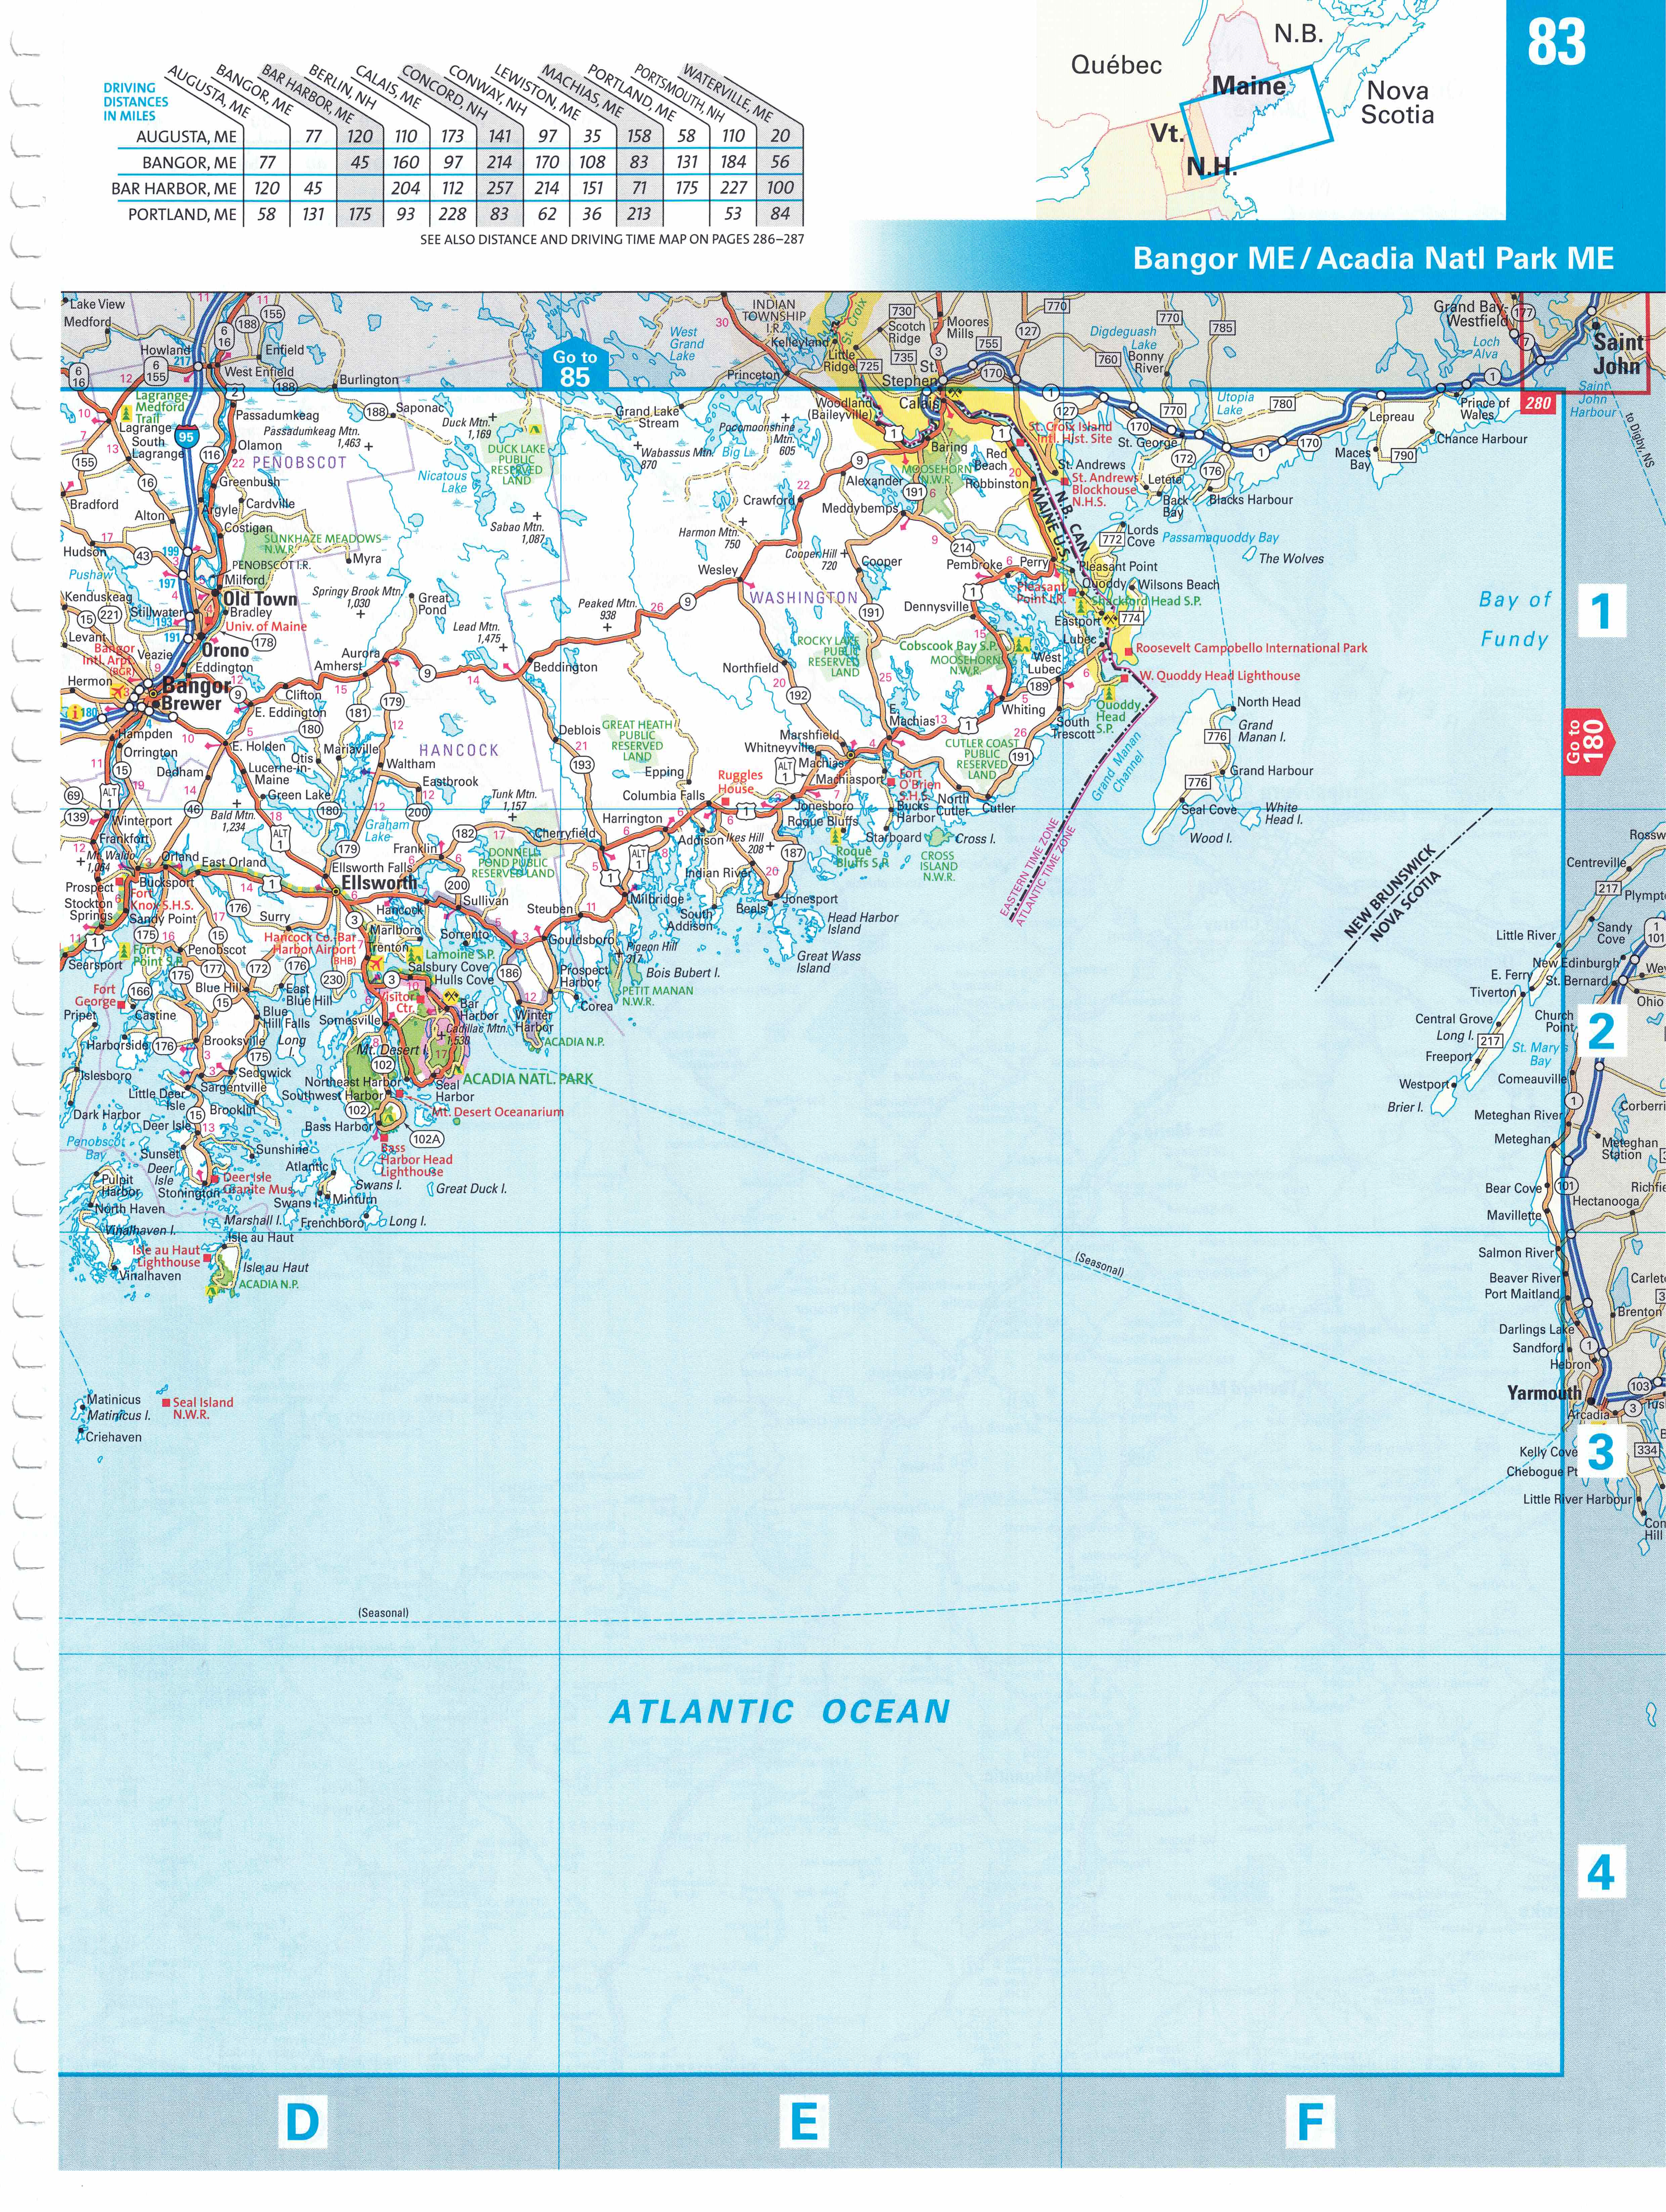 83
DRIVING
DISTANCES
IN MILES
AUGUSTA, ME
BANGOR, ME
BAR HARBOR, ME
BERLIN, NH
CALAIS, ME
CONCORD, NH
CONWAY, NH
LEWISTON, ME
MACHIAS, ME
PORTLAND, ME
PORTSMOUTH, NH
WATERVILLE, ME
AUGUSTA, ME 77 120 110 173 141 97 35 158 58 110 20
BANGOR, ME 77 45 160 97 214 170 108 83 131 184 56
BAR HARBOR, ME 120 45 204 112 257 214 151 71 175 227 100
PORTLAND, ME 58 131 175 93 228 83 62 36 213 53 84
SEE ALSO DISTANCE AND DRIVING TIME MAP ON PAGES 286–287
Québec
N.B.
Maine
Nova
Scotia
Vt.
N.H.
Bangor ME / Acadia Natl Park ME
Lake View
Medford
Howland
217
Enfield
West Enfield
Burlington
Go to
85
West
Grand
Lake
INDIAN
TOWNSHIP
I.R.
Kelleyland
Princeton
St. Croix
Little
Ridge
Scotch
Ridge
Moores
Mills
St.
Stephen
Digdeguash
Lake
Bonny
River
Grand Bay-
Westfield
Loch
Alva
Saint
John
Saint
John
Harbour
280
to Digby, NS
Lagrange-
Medford
Trail
Lagrange
South
Lagrange
Passadumkeag
Passadumkeag Mtn.
1,463
Saponac
Olamon
PENOBSCOT
Greenbush
Cardville
Argyle
Costigan
Bradford
Alton
Hudson
Pushaw
Kenduskeag
Levant
Duck Mtn.
1,169
DUCK LAKE
PUBLIC
RESERVED
LAND
Nicatous
Lake
Sabao Mtn.
1,087
SUNKHAZE MEADOWS
N.W.R.
PENOBSCOT I.R.
Myra
Milford
Old Town
Bradley
Univ. of Maine
Stillwater
Orono
Veazie
Eddington
Bangor
Intl. Arpt.
(BGR)
Hermon
Bangor
Brewer
Hampden
Orrington
Springy Brook Mtn.
1,030
Great
Pond
Lead Mtn.
1,475
Aurora
Amherst
Clifton
E. Eddington
Beddington
Peaked Mtn.
938
Grand Lake
Stream
Wabassus Mtn.
870
Big L.
Pocomoonshine
Mtn.
605
Woodland
(Baileyville)
Calais
Baring
Red
Beach
MOOSEHORN
N.W.R.
Robbinston
Alexander
Crawford
Meddybemps
Harmon Mtn.
750
Cooper Hill
720
Cooper
Wesley
WASHINGTON
Pembroke
Perry
Dennysville
St. Croix Island
Intl. Hist. Site
St. Andrews
St. Andrews
Blockhouse
N.H.S.
St. George
Letete
Back
Bay
Blacks Harbour
Utopia
Lake
Lepreau
Prince of
Wales
Chance Harbour
Maces
Bay
N.B. CAN.
MAINE U.S.
Lords
Cove
Passamaquoddy Bay
The Wolves
Pleasant Point
Pleasant
Point I.R.
Quoddy
Wilsons Beach
Shackford Head S.P.
Eastport
Lubec
West
Lubec
Roosevelt Campobello International Park
W. Quoddy Head Lighthouse
Quoddy
Head
S.P.
Bay of
Fundy
1
Go to
180
North Head
Grand
Manan I.
Grand Harbour
Seal Cove
White
Head I.
Wood I.
Grand Manan
Channel
ROCKY LAKE
PUBLIC
RESERVED
LAND
Cobscook Bay S.P.
MOOSEHORN
N.W.R.
Northfield
Whiting
South
Trescott
CUTLER COAST
PUBLIC
RESERVED
LAND
E.
Machias
Marshfield
Whitneyville
Machias
Machiasport
Fort
O'Brien
S.H.S.
Bucks
Harbor
North
Cutler
Cutler
Starboard
Cross I.
CROSS
ISLAND
N.W.R.
EASTERN TIME ZONE
ATLANTIC TIME ZONE
GREAT HEATH
PUBLIC
RESERVED
LAND
Deblois
Epping
Columbia Falls
Ruggles
House
Jonesboro
Roque Bluffs
Roque
Bluffs S.P.
Harrington
Addison
Ikes Hill
208
Indian River
South
Addison
Beals
Jonesport
Head Harbor
Island
Great Wass
Island
Cherryfield
Milbridge
Steuben
Gouldsboro
Pigeon Hill
317
Bois Bubert I.
PETIT MANAN
N.W.R.
Prospect
Harbor
Corea
Winter
Harbor
ACADIA N.P.
HANCOCK
E. Holden
Otis
Mariaville
Waltham
Eastbrook
Dedham
Lucerne-in-
Maine
Green Lake
Bald Mtn.
1,234
Tunk Mtn.
1,157
Graham
Lake
Franklin
DONNELL
POND PUBLIC
RESERVED LAND
Winterport
Frankfort
Mt. Waldo
1,064
Orland
East Orland
Bucksport
Prospect
Fort
Knox S.H.S.
Stockton
Springs
Sandy Point
Searsport
Fort
Point S.P.
Ellsworth Falls
Ellsworth
Hancock
Sullivan
Sorrento
Surry
Marlboro
Trenton
Hancock Co.-Bar
Harbor Airport
(BHB)
Lamoine S.P.
Salsbury Cove
Hulls Cove
Visitor
Ctr.
Bar
Harbor
Cadillac Mtn.
1,530
Penobscot
Blue Hill
East
Blue Hill
Blue
Hill Falls
Long
I.
Somesville
Mt. Desert I.
Northeast Harbor
Southwest Harbor
Seal
Harbor
ACADIA NATL. PARK
Mt. Desert Oceanarium
Bass Harbor
Bass
Harbor Head
Lighthouse
Fort
George
Castine
Pripet
Harborside
Brooksville
Islesboro
Sedgwick
Sargentville
Little Deer
Isle
Brooklin
Dark Harbor
Deer Isle
Penobscot
Bay
Sunset
Deer
Isle
Sunshine
Stonington
Deer Isle
Granite Mus.
Atlantic
Swans I.
Swans I.
Minturn
Great Duck I.
Marshall I.
Frenchboro
Long I.
Pulpit
Harbor
North Haven
Vinalhaven I.
Vinalhaven
Isle au Haut
Isle au Haut
Lighthouse
Isle au Haut
ACADIA N.P.
Matinicus
Matinicus I.
Criehaven
Seal Island
N.W.R.
(Seasonal)
(Seasonal)
NEW BRUNSWICK
NOVA SCOTIA
Centreville
Sandy
Cove
Little River
New Edinburgh
E. Ferry
St. Bernard
Tiverton
Ohio
Central Grove
Long I.
Church
Point
St. Mary's
Bay
Freeport
Westport
Brier I.
Comeauville
Meteghan River
Meteghan
Meteghan
Station
Bear Cove
Hectanooga
Mavillette
Salmon River
Beaver River
Port Maitland
Brenton
Darlings Lake
Sandford
Hebron
Yarmouth
Arcadia
Kelly Cove
Chebogue Pt.
Little River Harbour
2
3
ATLANTIC OCEAN
4
D
E
F